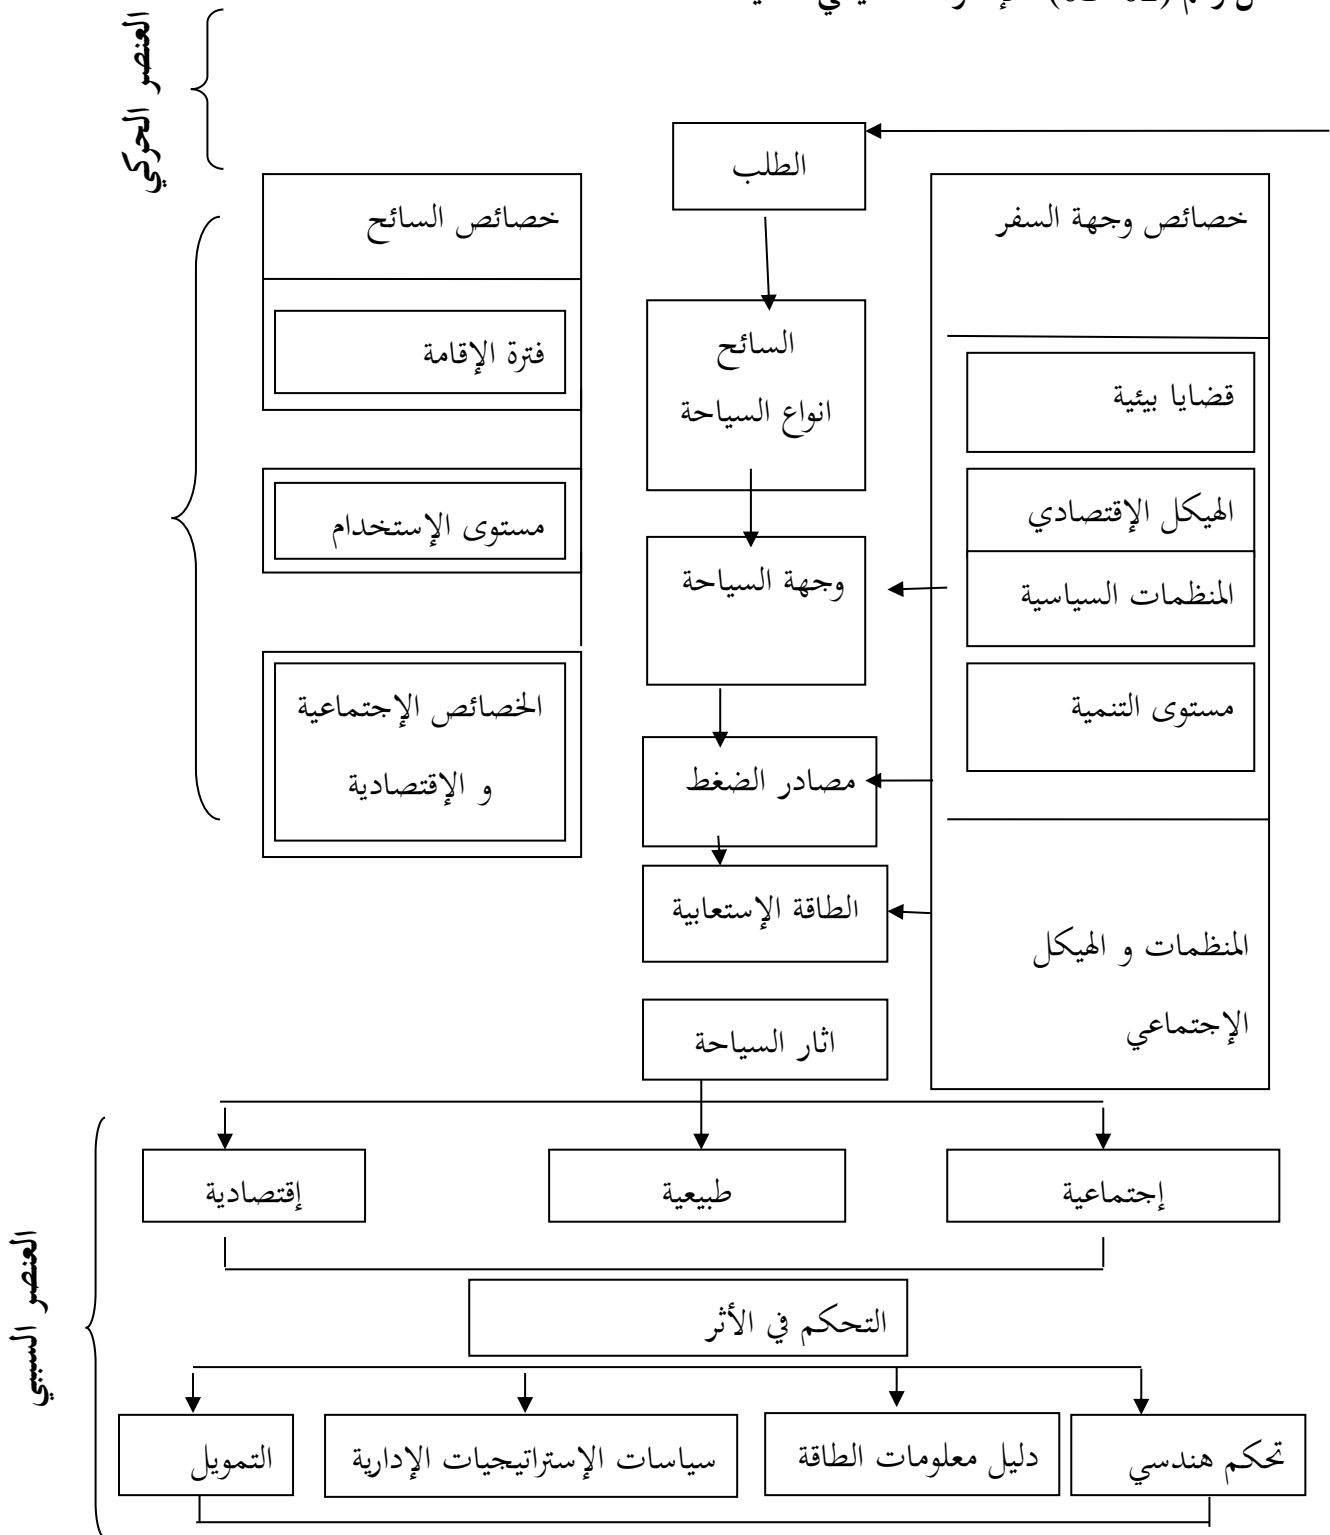 العنصر الحركي
الطلب
خصائص السائح
خصائص وجهة السفر
فترة الإقامة
السائح
انواع السياحة
قضايا بيئية
مستوى الإستخدام
الهيكل الإقتصادي
وجهة السياحة
المنظمات السياسية
الخصائص الإجتماعية
و الإقتصادية
مصادر الضغط
مستوى التنمية
الطاقة الإستعابية
المنظمات و الهيكل
الإجتماعي
اثار السياحة
إجتماعية
طبيعية
إقتصادية
العنصر السببي
التحكم في الأثر
تحكم هندسي
دليل معلومات الطاقة
سياسات الإستراتيجيات الإدارية
التمويل